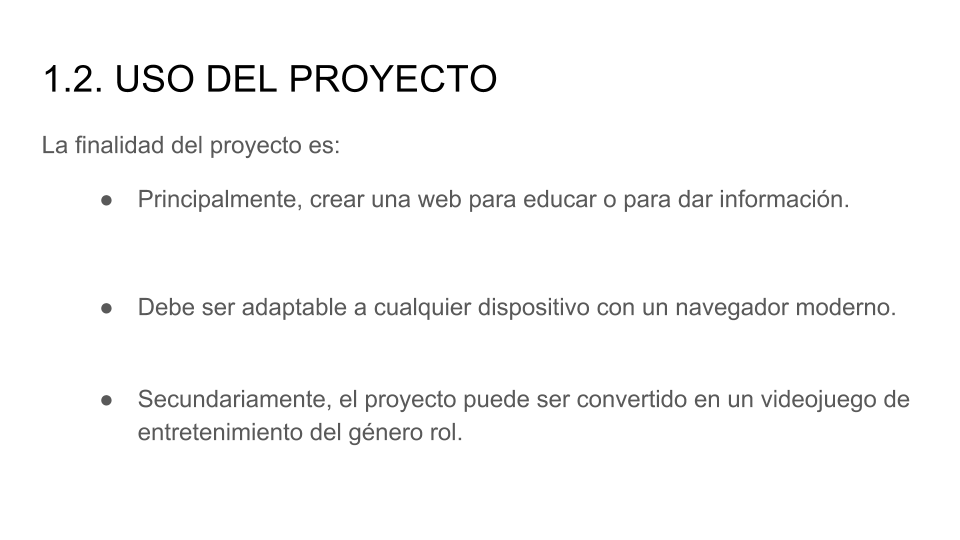 1.2. USO DEL PROYECTO
La finalidad del proyecto es:
● Principalmente, crear una web para educar o para dar información.
● Debe ser adaptable a cualquier dispositivo con un navegador moderno.
● Secundariamente, el proyecto puede ser convertido en un videojuego de
entretenimiento del género rol.